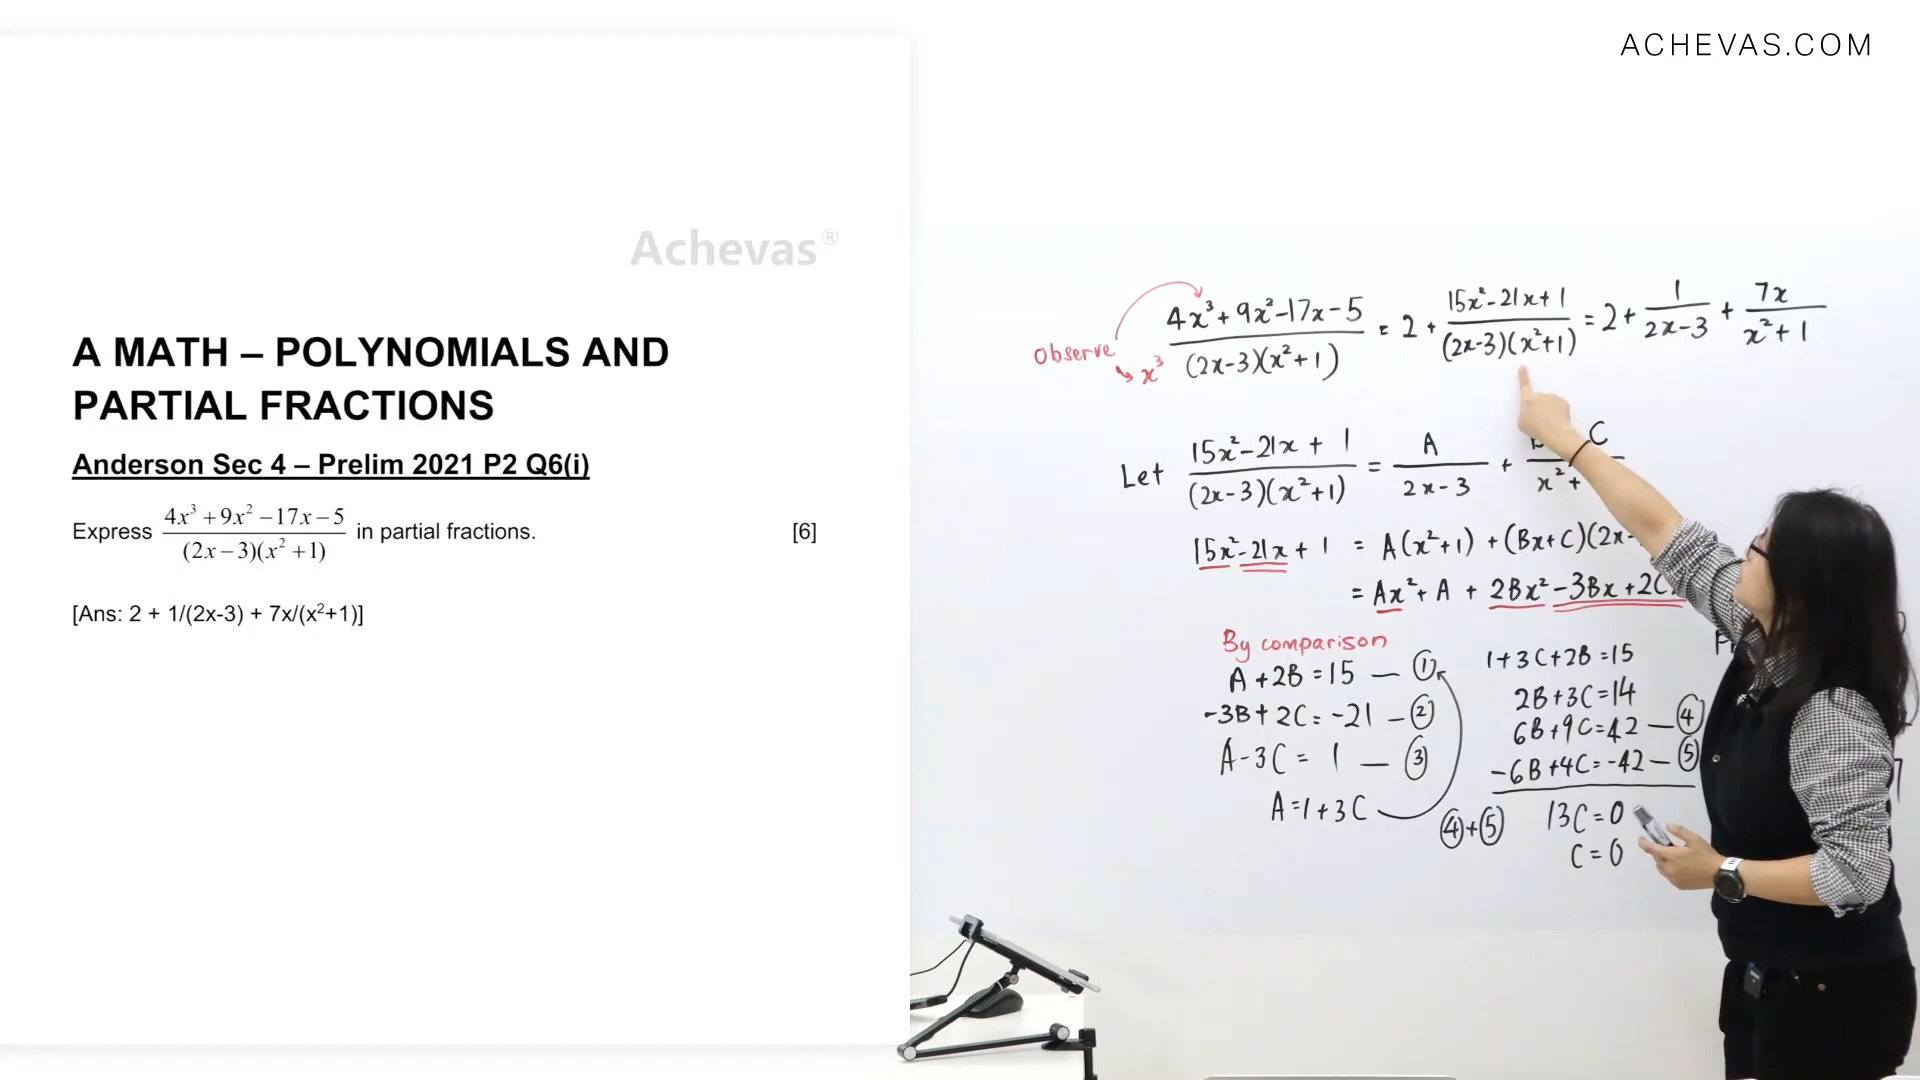 ACHEVAS.COM
Achevas®
A MATH – POLYNOMIALS AND
PARTIAL FRACTIONS
Anderson Sec 4 – Prelim 2021 P2 Q6(i)
Express (4x³ + 9x² − 17x − 5)/((2x − 3)(x² + 1)) in partial fractions. [6]
[Ans: 2 + 1/(2x-3) + 7x/(x²+1)]
(4x³ + 9x² − 17x − 5)/((2x−3)(x²+1)) = 2 + (15x² − 21x + 1)/((2x−3)(x²+1)) = 2 + 1/(2x−3) + 7x/(x²+1)
Observe
x³
Let (15x² − 21x + 1)/((2x−3)(x²+1)) = A/(2x−3) + C/(x²+
15x² − 21x + 1 = A(x²+1) + (Bx+C)(2x−
= Ax² + A + 2Bx² − 3Bx + 2C
By comparison
A + 2B = 15 — ①
−3B + 2C = −21 — ②
A − 3C = 1 — ③
A = 1 + 3C
1 + 3C + 2B = 15
2B + 3C = 14
6B + 9C = 42 — ④
−6B + 4C = −42 — ⑤
④+⑤ 13C = 0
C = 0